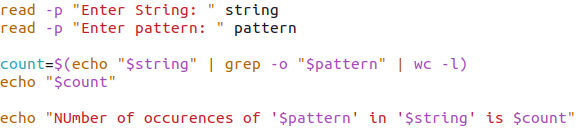 read -p "Enter String: " string
read -p "Enter pattern: " pattern
count=$(echo "$string" | grep -o "$pattern" | wc -l)
echo "$count"
echo "NUmber of occurences of '$pattern' in '$string' is $count"